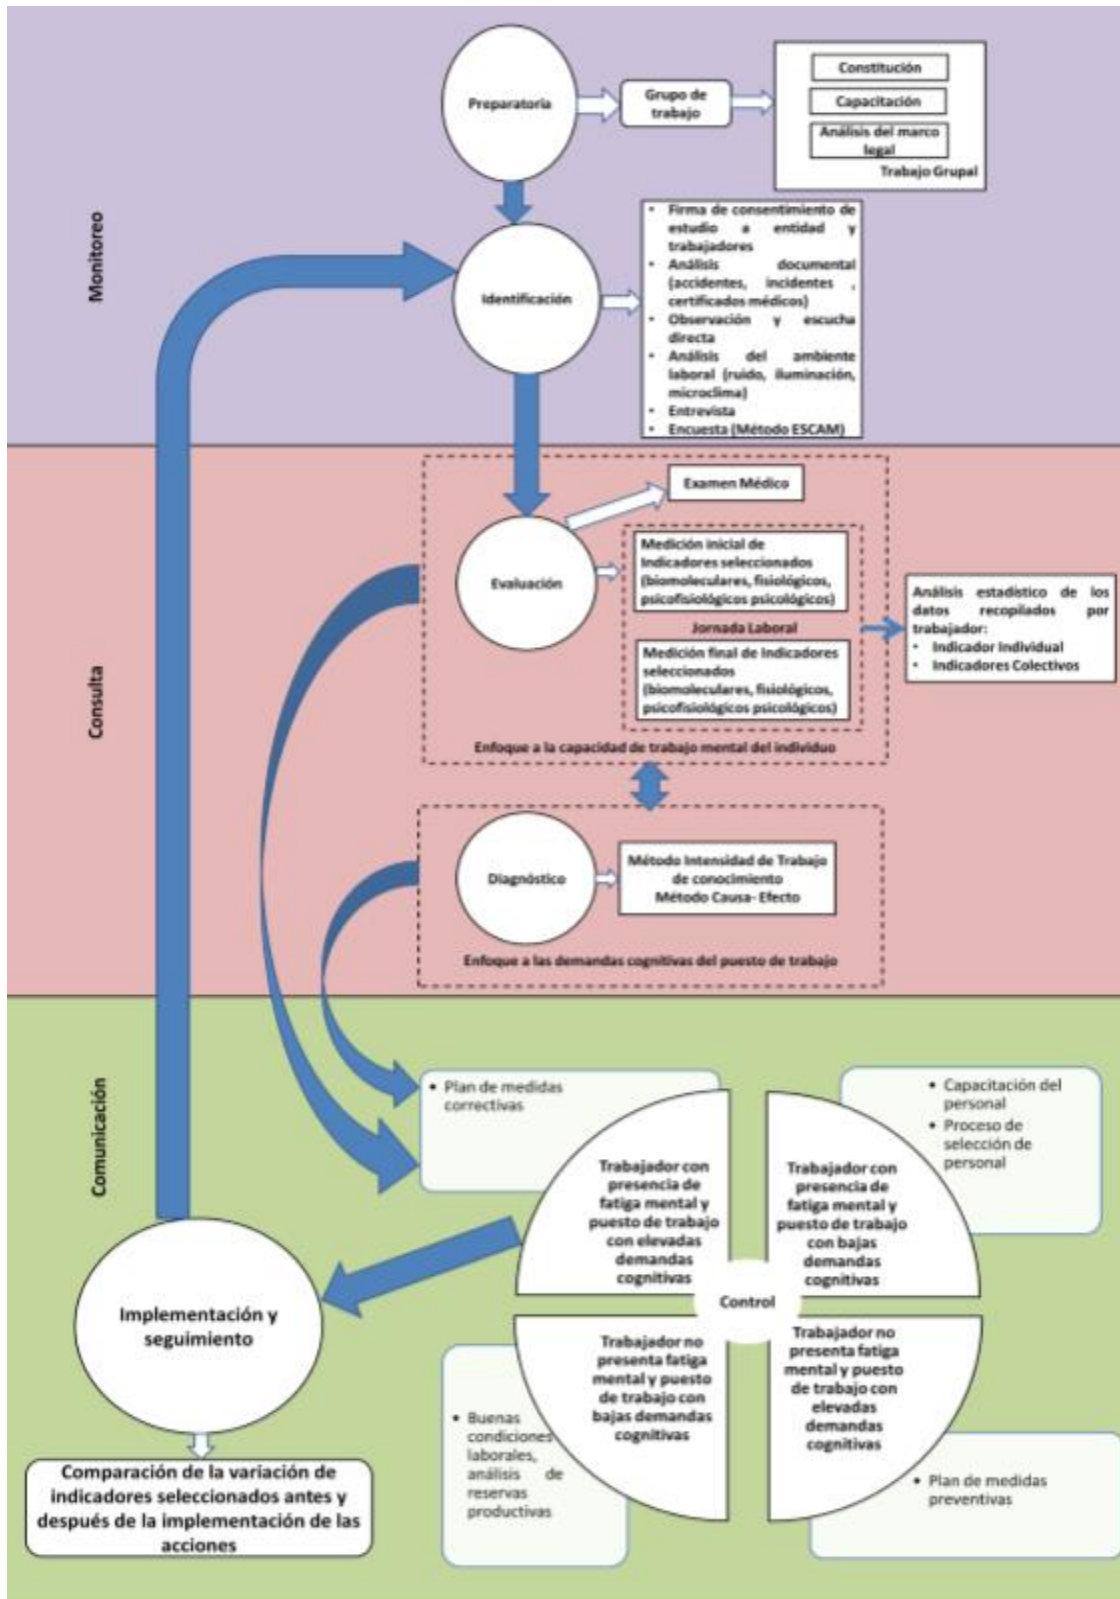 Monitoreo
Preparatoria
Grupo de
trabajo
Constitución
Capacitación
Análisis del marco
legal
Trabajo Grupal
Identificación
• Firma de consentimiento de
estudio a entidad y
trabajadores
• Análisis documental
(accidentes, incidentes ,
certificados médicos)
• Observación y escucha
directa
• Análisis del ambiente
laboral (ruido, iluminación,
microclima)
• Entrevista
• Encuesta (Método ESCAM)
Consulta
Evaluación
Examen Médico
Medición inicial de
Indicadores seleccionados
(biomoleculares, fisiológicos,
psicofisiológicos psicológicos)
Jornada Laboral
Medición final de Indicadores
seleccionados
(biomoleculares, fisiológicos,
psicofisiológicos psicológicos)
Enfoque a la capacidad de trabajo mental del individuo
Análisis estadístico de los
datos recopilados por
trabajador:
• Indicador Individual
• Indicadores Colectivos
Diagnóstico
Método Intensidad de Trabajo
de conocimiento
Método Causa- Efecto
Enfoque a las demandas cognitivas del puesto de trabajo
Comunicación
• Plan de medidas
correctivas
• Capacitación del
personal
• Proceso de
selección de
personal
Trabajador con
presencia de
fatiga mental y
puesto de trabajo
con elevadas
demandas
cognitivas
Trabajador con
presencia de
fatiga mental y
puesto de trabajo
con bajas
demandas
cognitivas
Control
Trabajador no
presenta fatiga
mental y puesto
de trabajo con
bajas demandas
cognitivas
Trabajador no
presenta fatiga
mental y puesto
de trabajo con
elevadas
demandas
cognitivas
• Buenas
condiciones
laborales,
análisis de
reservas
productivas
• Plan de medidas
preventivas
Implementación y
seguimiento
Comparación de la variación de
indicadores seleccionados antes y
después de la implementación de las
acciones